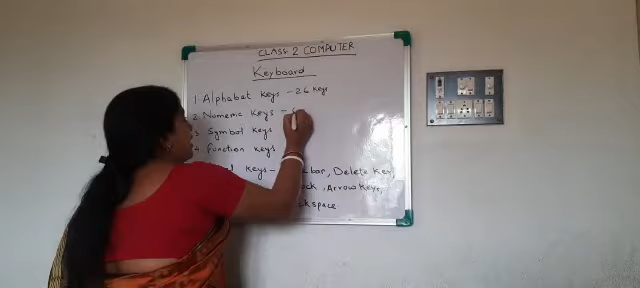 CLASS-2 COMPUTER
Keyboard
1 Alphabet keys - 26 keys
2 Numeric keys -
3 Symbol keys
4 Function keys
keys - bar, Delete key,
ock, Arrow keys,
ckspace